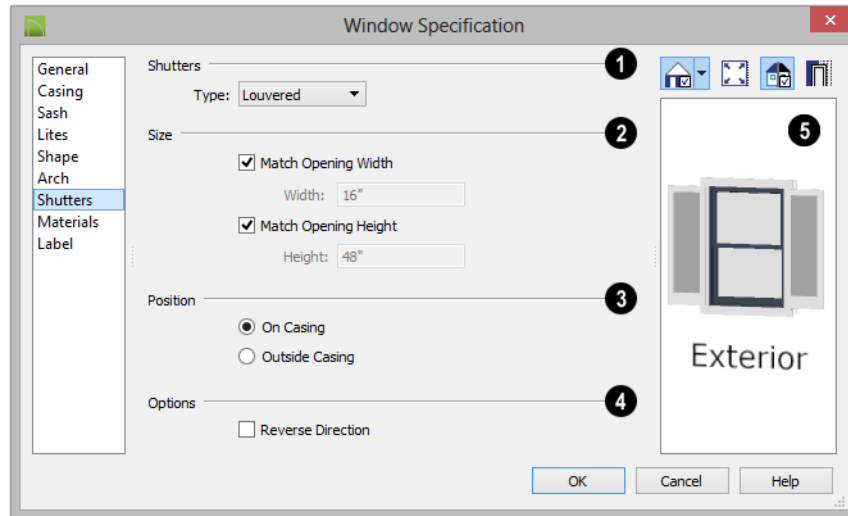 Window Specification
×
General
Casing
Sash
Lites
Shape
Arch
Shutters
Materials
Label
Shutters 1
Type: Louvered
Size 2
Match Opening Width
Width: 16"
Match Opening Height
Height: 48"
Position 3
On Casing
Outside Casing
Options 4
Reverse Direction
5
Exterior
OK Cancel Help